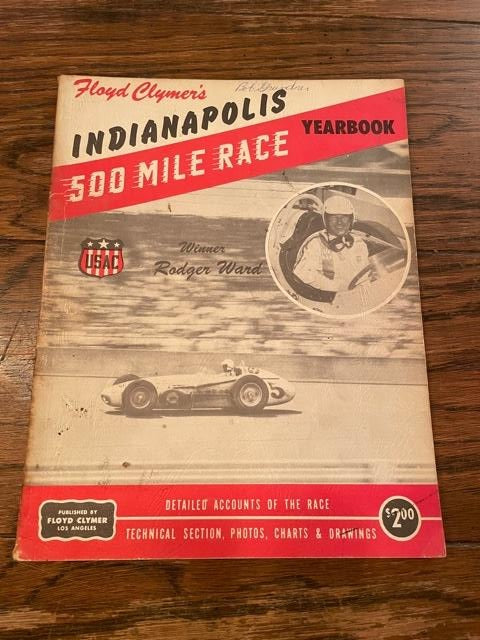 Floyd Clymer's
INDIANAPOLIS
500 MILE RACE
YEARBOOK
USAC
Winner
Rodger Ward
PUBLISHED BY
FLOYD CLYMER
LOS ANGELES
DETAILED ACCOUNTS OF THE RACE
TECHNICAL SECTION, PHOTOS, CHARTS & DRAWINGS
$2.00